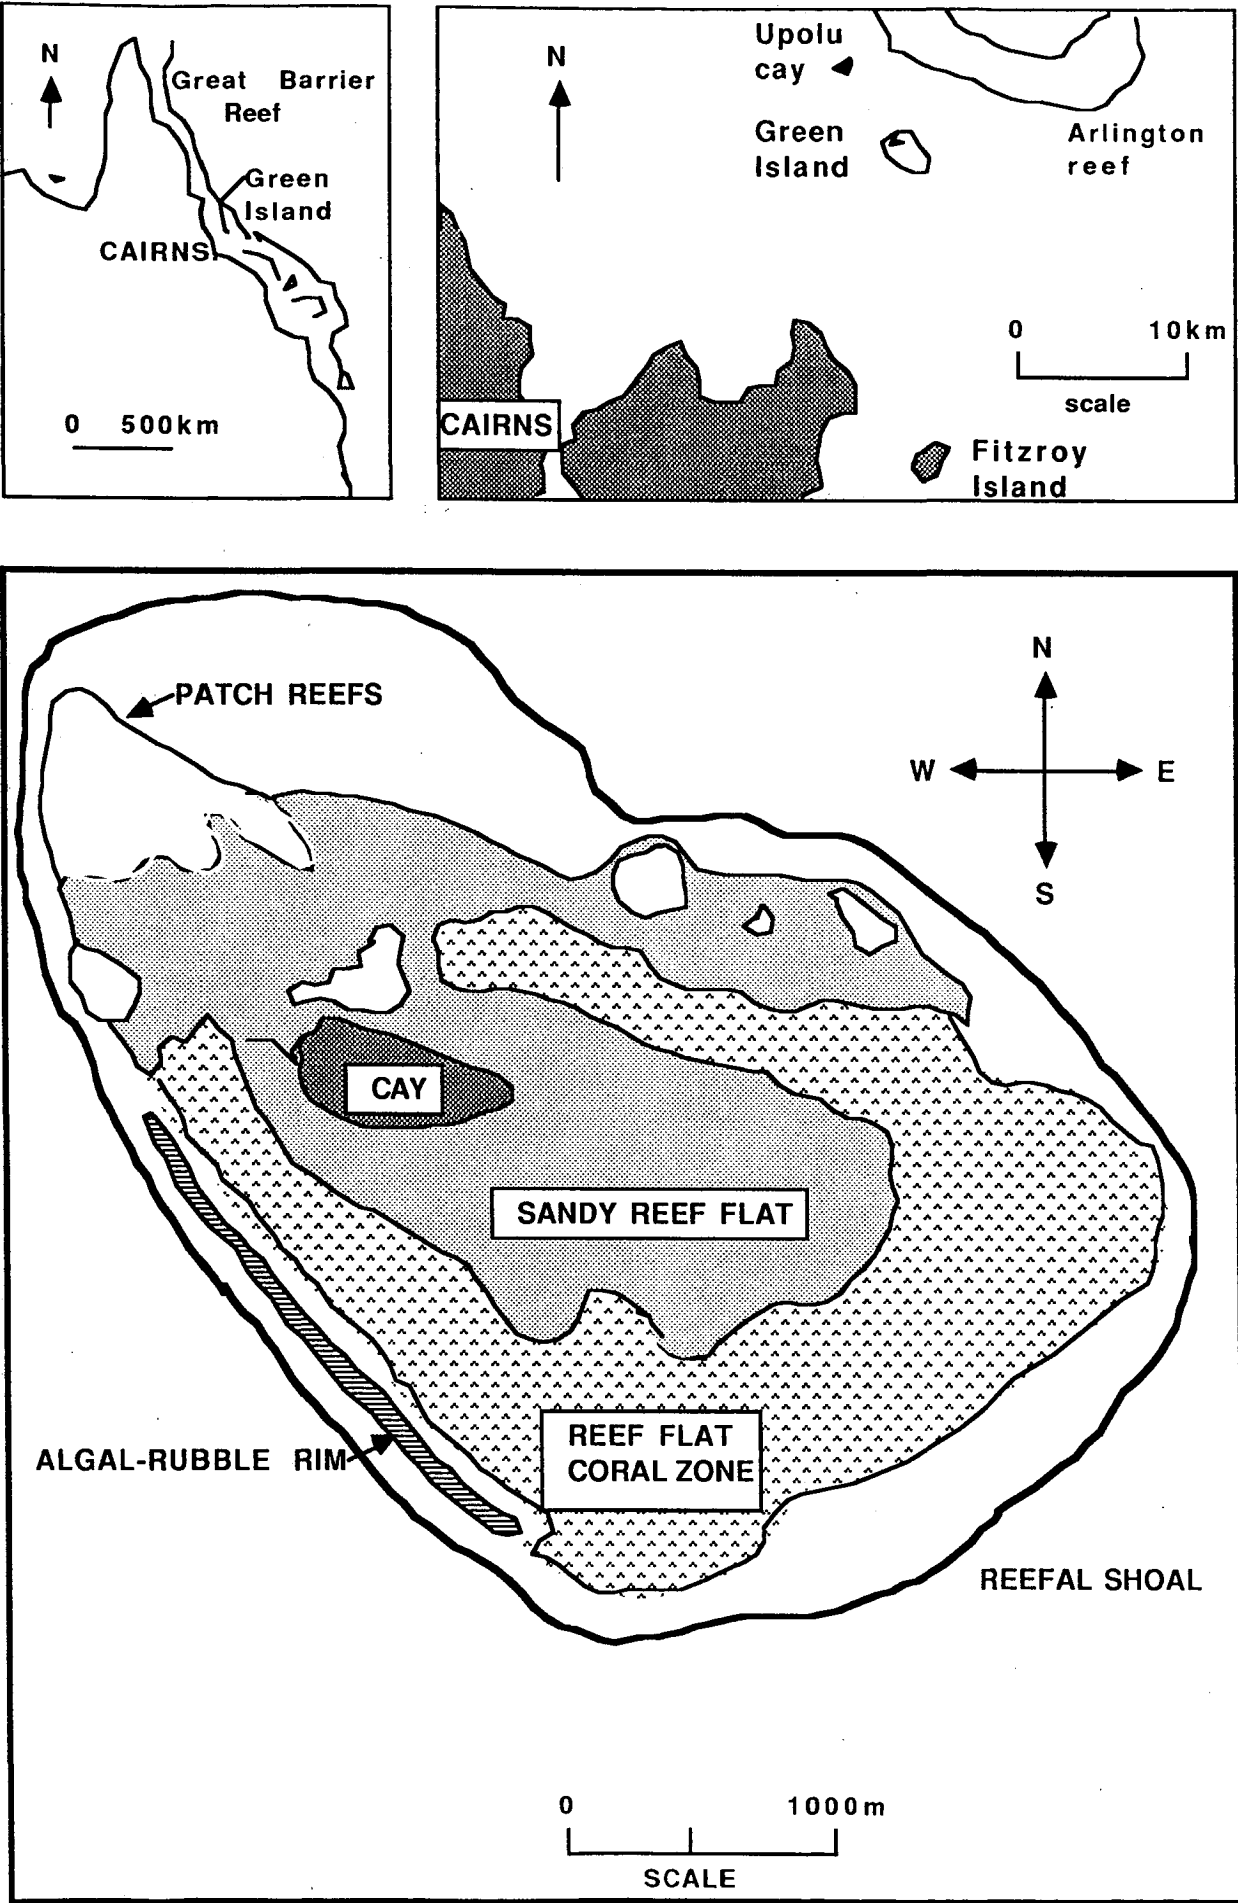 N
Great Barrier
Reef
Green
Island
CAIRNS
0 500km
N
Upolu
cay
Green
Island
Arlington
reef
0 10km
scale
CAIRNS
Fitzroy
Island
N
PATCH REEFS
W E
S
CAY
SANDY REEF FLAT
REEF FLAT
CORAL ZONE
ALGAL-RUBBLE RIM
REEFAL SHOAL
0 1000m
SCALE